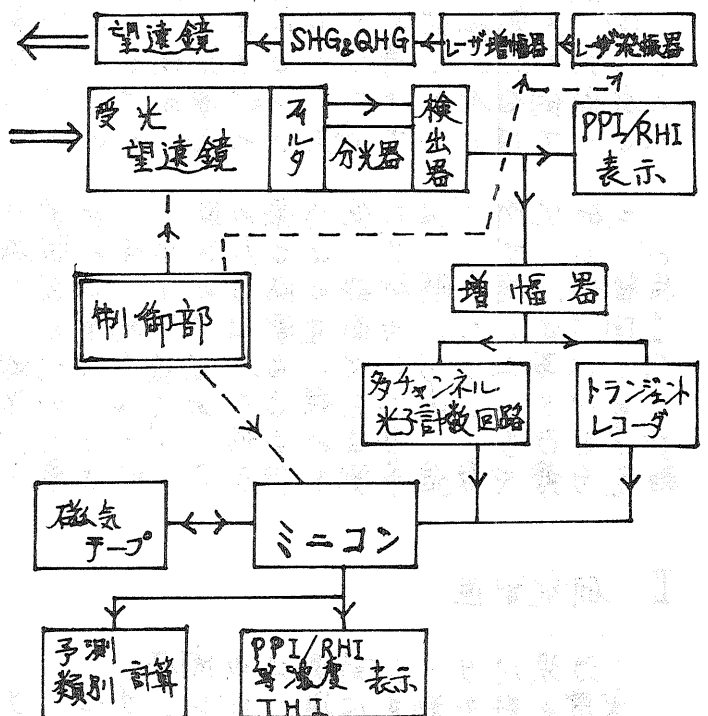 望遠鏡
SHG&QHG
レーザ増幅器
レーザ発振器
受光
望遠鏡
フィルタ
分光器
検出器
PPI/RHI
表示
制御部
増幅器
多チャンネル
光子計数回路
トランジェント
レコーダ
磁気
テープ
ミニコン
予測
類別
計算
PPI/RHI
等濃度
THI
表示